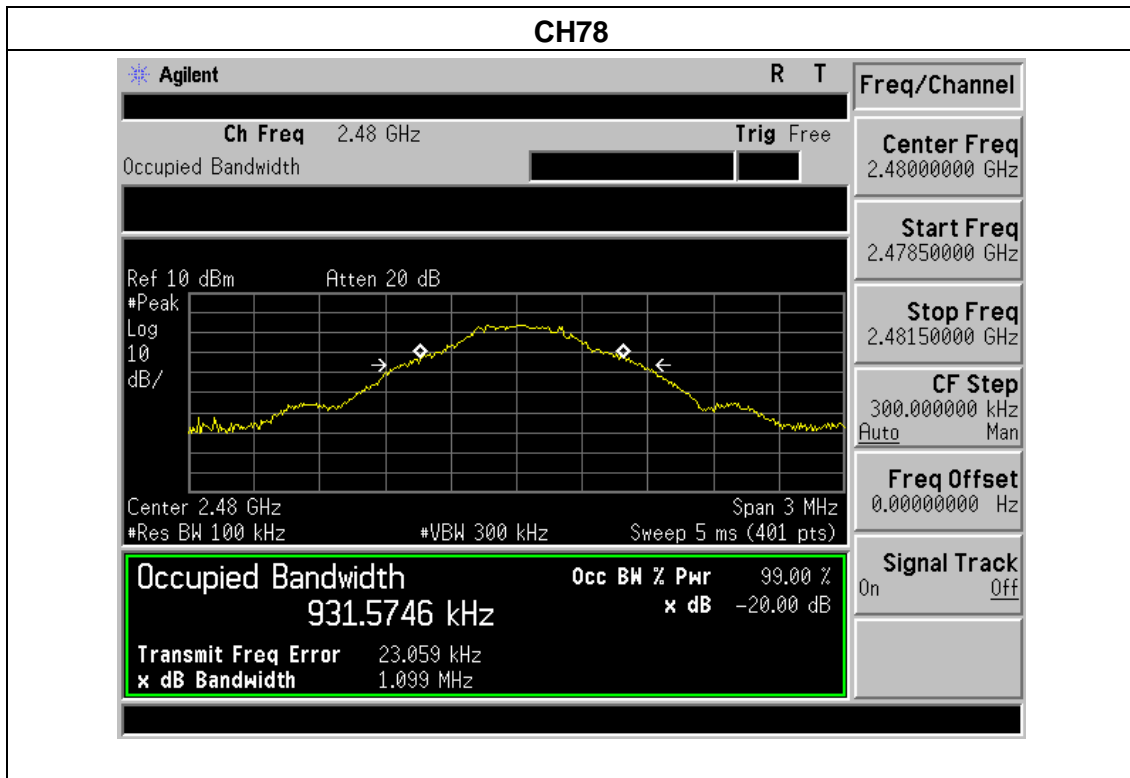 CH78
Agilent R T
Freq/Channel
Ch Freq 2.48 GHz Trig Free
Occupied Bandwidth
Center Freq
2.48000000 GHz
Start Freq
2.47850000 GHz
Ref 10 dBm Atten 20 dB
#Peak
Log
10
dB/
Stop Freq
2.48150000 GHz
CF Step
300.000000 kHz
Auto Man
Freq Offset
0.00000000 Hz
Center 2.48 GHz Span 3 MHz
#Res BW 100 kHz #VBW 300 kHz Sweep 5 ms (401 pts)
Signal Track
On Off
Occupied Bandwidth Occ BW % Pwr 99.00 %
931.5746 kHz x dB -20.00 dB
Transmit Freq Error 23.059 kHz
x dB Bandwidth 1.099 MHz